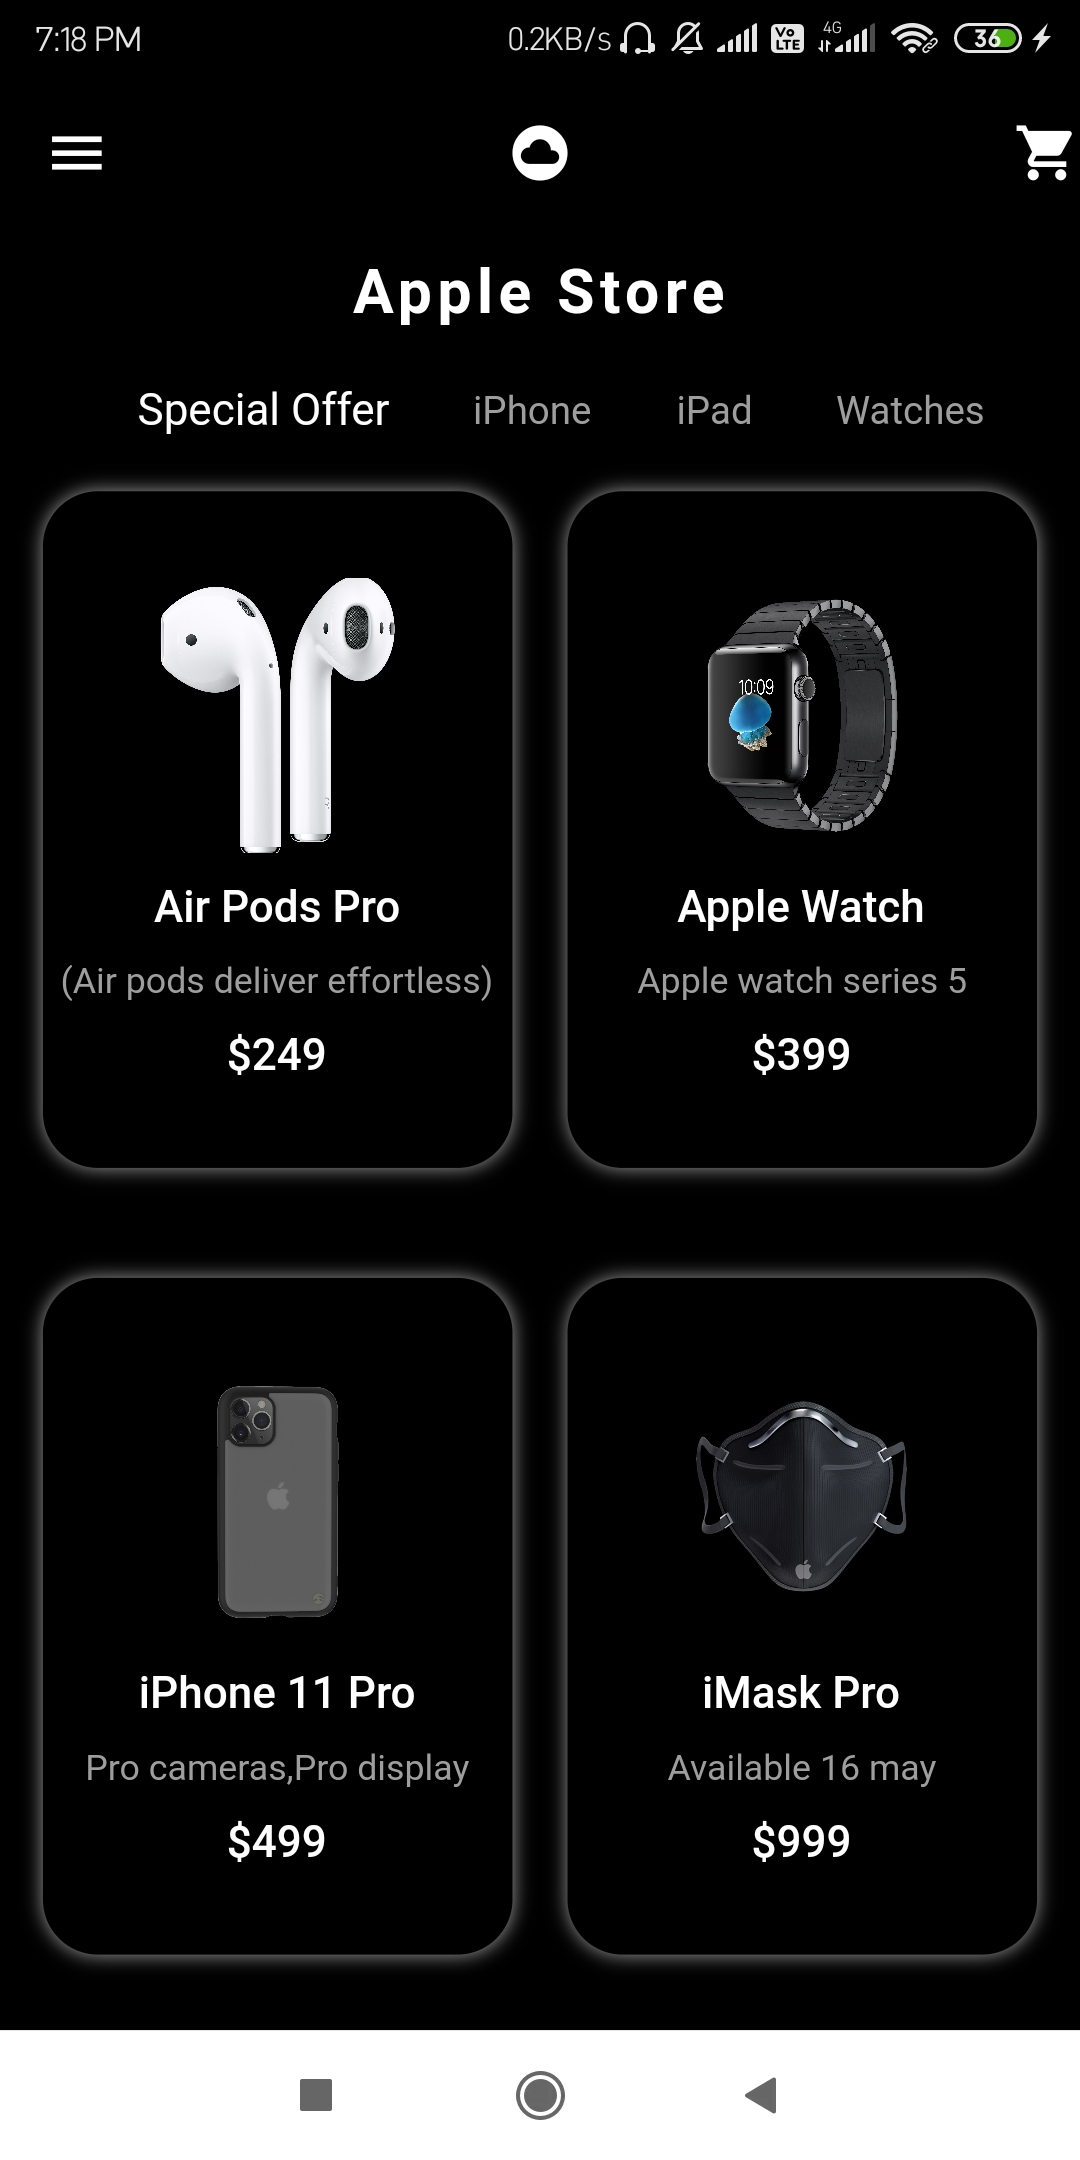 7:18 PM 0.2KB/s Vo LTE 4G 36
Apple Store
Special Offer iPhone iPad Watches
10:09
Air Pods Pro
(Air pods deliver effortless)
$249
Apple Watch
Apple watch series 5
$399
iPhone 11 Pro
Pro cameras,Pro display
$499
iMask Pro
Available 16 may
$999